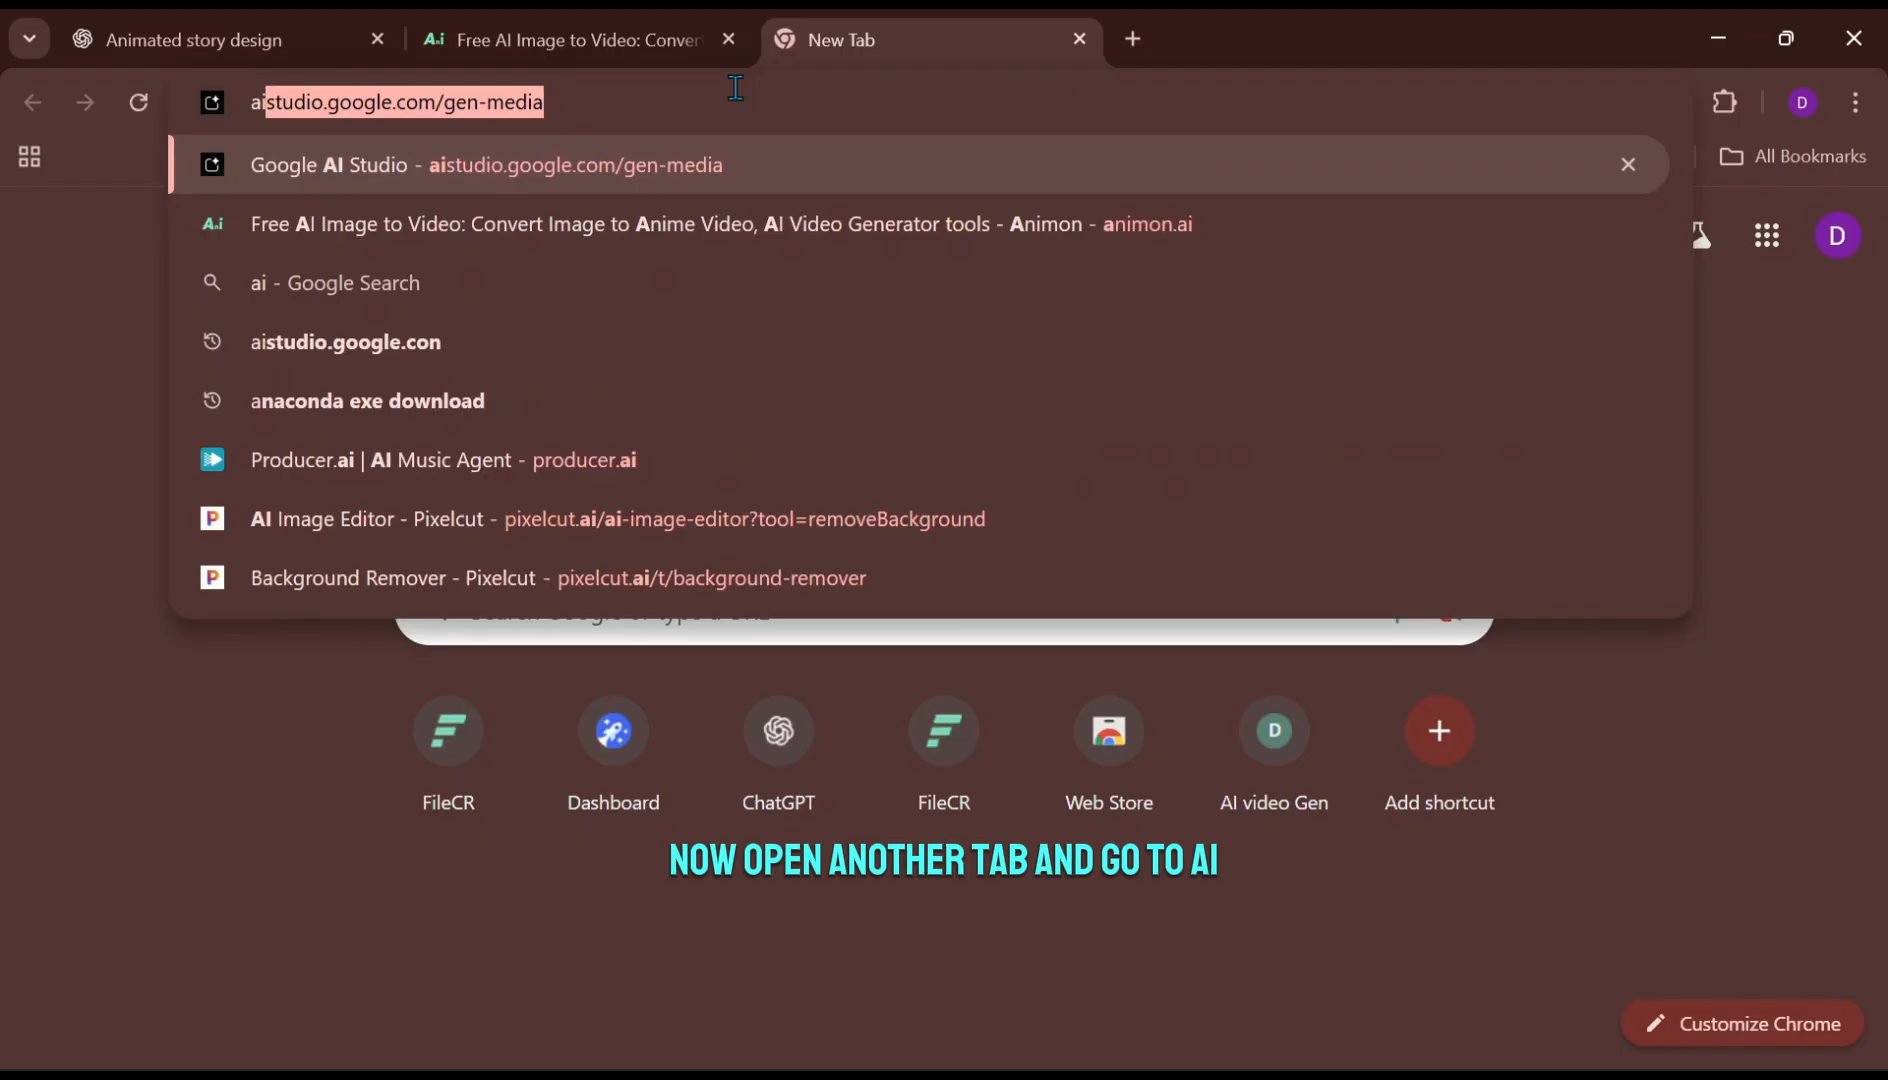 Animated story design
Free AI Image to Video: Conver
New Tab
aistudio.google.com/gen-media
D
All Bookmarks
Google AI Studio - aistudio.google.com/gen-media
Free AI Image to Video: Convert Image to Anime Video, AI Video Generator tools - Animon - animon.ai
D
ai - Google Search
aistudio.google.con
anaconda exe download
Producer.ai | AI Music Agent - producer.ai
P AI Image Editor - Pixelcut - pixelcut.ai/ai-image-editor?tool=removeBackground
P Background Remover - Pixelcut - pixelcut.ai/t/background-remover
Search Google or type a URL
D
FileCR
Dashboard
ChatGPT
FileCR
Web Store
AI video Gen
Add shortcut
NOW OPEN ANOTHER TAB AND GO TO AI
Customize Chrome